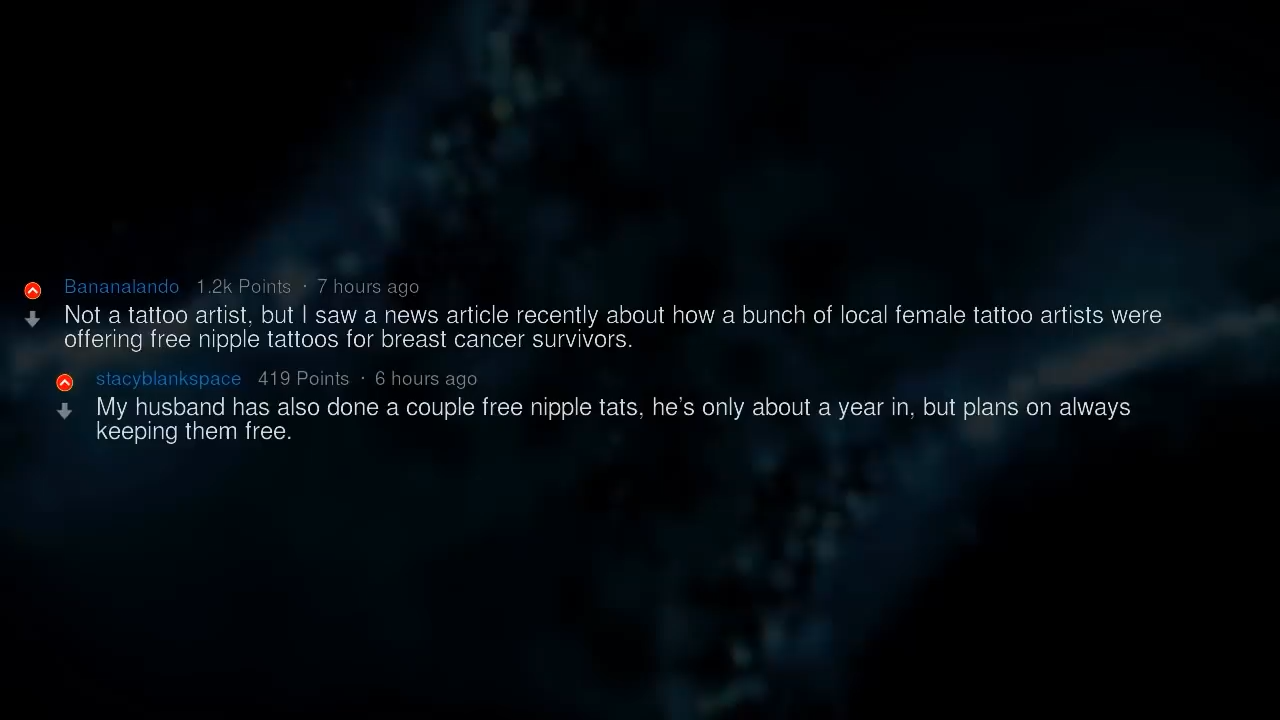 Bananalando 1.2k Points · 7 hours ago
Not a tattoo artist, but I saw a news article recently about how a bunch of local female tattoo artists were
offering free nipple tattoos for breast cancer survivors.
stacyblankspace 419 Points · 6 hours ago
My husband has also done a couple free nipple tats, he's only about a year in, but plans on always
keeping them free.